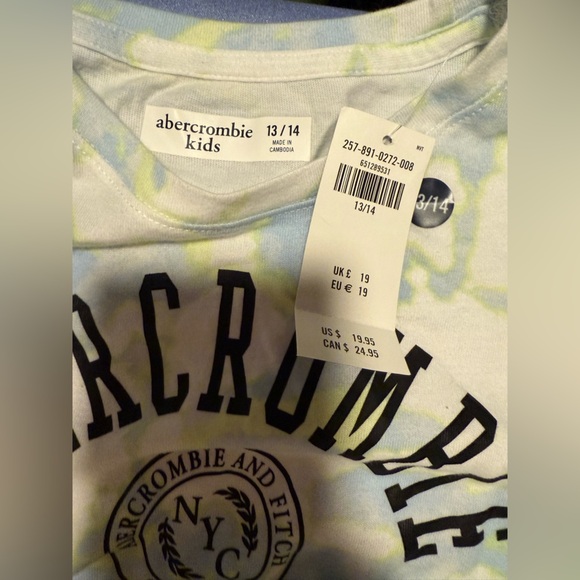 abercrombie
kids
13 / 14
MADE IN
CAMBODIA
257-891-0272-008
651289531
13/14
3/14
UK £ 19
EU € 19
US $ 19.95
CAN $ 24.95
RCROMBIE
ABERCROMBIE AND FITCH
NYC